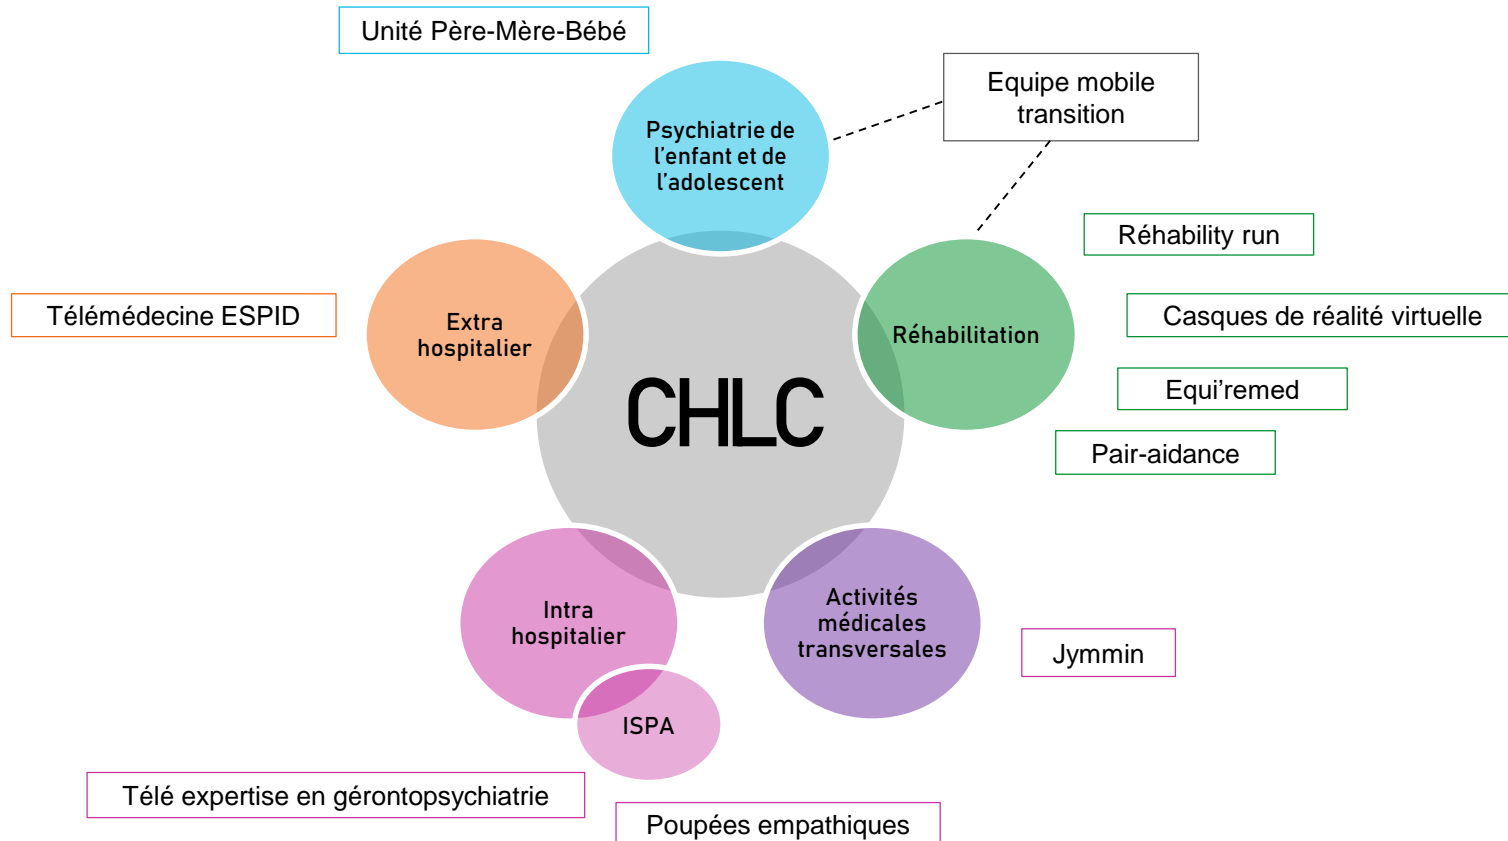 Unité Père-Mère-Bébé
Equipe mobile
transition
Psychiatrie de
l'enfant et de
l'adolescent
Réhability run
Télémédecine ESPID
Extra
hospitalier
Réhabilitation
Casques de réalité virtuelle
CHLC
Equi'remed
Pair-aidance
Intra
hospitalier
Activités
médicales
transversales
Jymmin
ISPA
Télé expertise en gérontopsychiatrie
Poupées empathiques